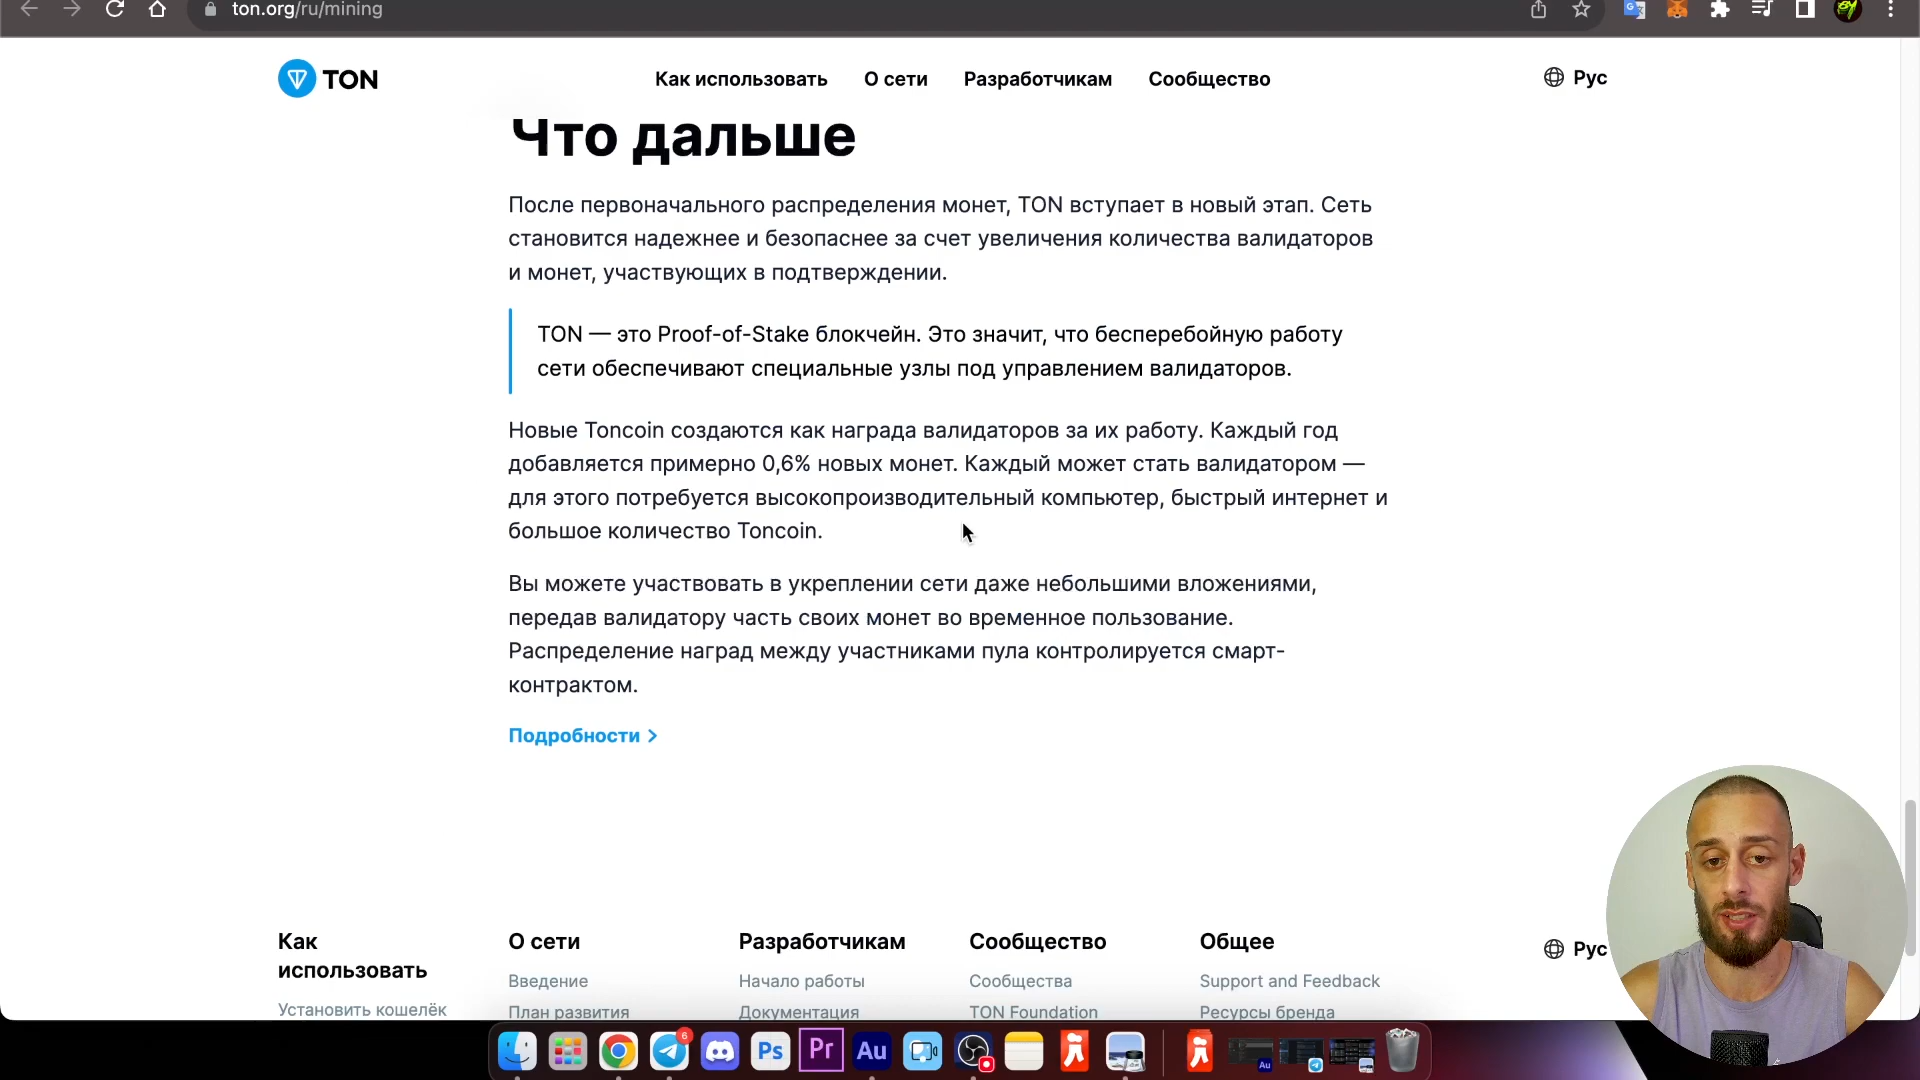 ton.org/ru/mining
TON
Как использовать
О сети
Разработчикам
Сообщество
Рус
Что дальше
После первоначального распределения монет, TON вступает в новый этап. Сеть
становится надежнее и безопаснее за счет увеличения количества валидаторов
и монет, участвующих в подтверждении.
TON — это Proof-of-Stake блокчейн. Это значит, что бесперебойную работу
сети обеспечивают специальные узлы под управлением валидаторов.
Новые Toncoin создаются как награда валидаторов за их работу. Каждый год
добавляется примерно 0,6% новых монет. Каждый может стать валидатором —
для этого потребуется высокопроизводительный компьютер, быстрый интернет и
большое количество Toncoin.
Вы можете участвовать в укреплении сети даже небольшими вложениями,
передав валидатору часть своих монет во временное пользование.
Распределение наград между участниками пула контролируется смарт-
контрактом.
Подробности >
Как
использовать
Установить кошелёк
О сети
Введение
План развития
Разработчикам
Начало работы
Документация
Сообщество
Сообщества
TON Foundation
Общее
Support and Feedback
Ресурсы бренда
Рус
6
Ps
Pr
Au
Au